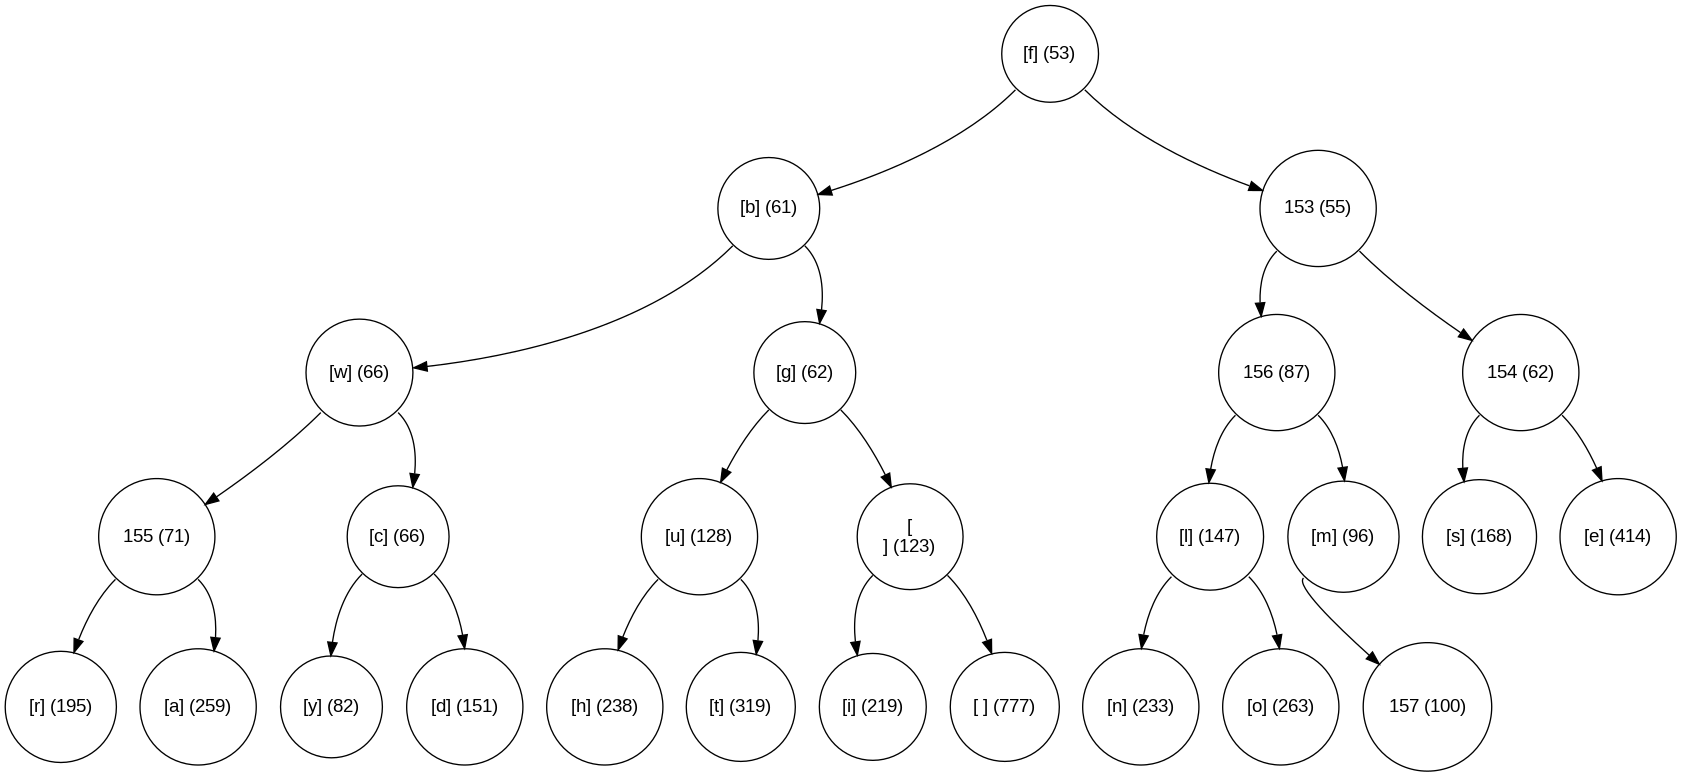 [f] (53)
[b] (61)
153 (55)
[w] (66)
[g] (62)
156 (87)
154 (62)
155 (71)
[c] (66)
[u] (128)
[
] (123)
[l] (147)
[m] (96)
[s] (168)
[e] (414)
[r] (195)
[a] (259)
[y] (82)
[d] (151)
[h] (238)
[t] (319)
[i] (219)
[ ] (777)
[n] (233)
[o] (263)
157 (100)